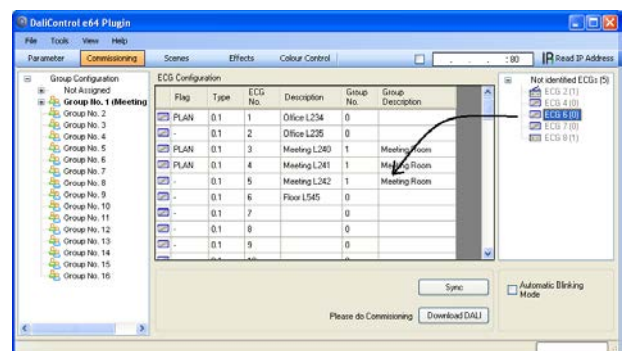 DaliControl e64 Plugin
File Tools View Help
Parameter Commissioning Scenes Effects Colour Control . . . : 80 Read IP Address
Group Configuration
Not Assigned
Group No. 1 (Meeting
Group No. 2
Group No. 3
Group No. 4
Group No. 5
Group No. 6
Group No. 7
Group No. 8
Group No. 9
Group No. 10
Group No. 11
Group No. 12
Group No. 13
Group No. 14
Group No. 15
Group No. 16
ECG Configuration
Flag Type ECG No. Description Group No. Group Description
PLAN 0.1 1 Office L234 0
- 0.1 2 Office L235 0
PLAN 0.1 3 Meeting L240 1 Meeting Room
PLAN 0.1 4 Meeting L241 1 Meeting Room
- 0.1 5 Meeting L242 1 Meeting Room
- 0.1 6 Floor L545 0
- 0.1 7 0
- 0.1 8 0
- 0.1 9 0
Not identified ECGs (5)
ECG 2 (1)
ECG 4 (0)
ECG 6 (0)
ECG 7 (0)
ECG 9 (1)
Sync
Please do Commissioning Download DALI
Automatic Blinking
Mode